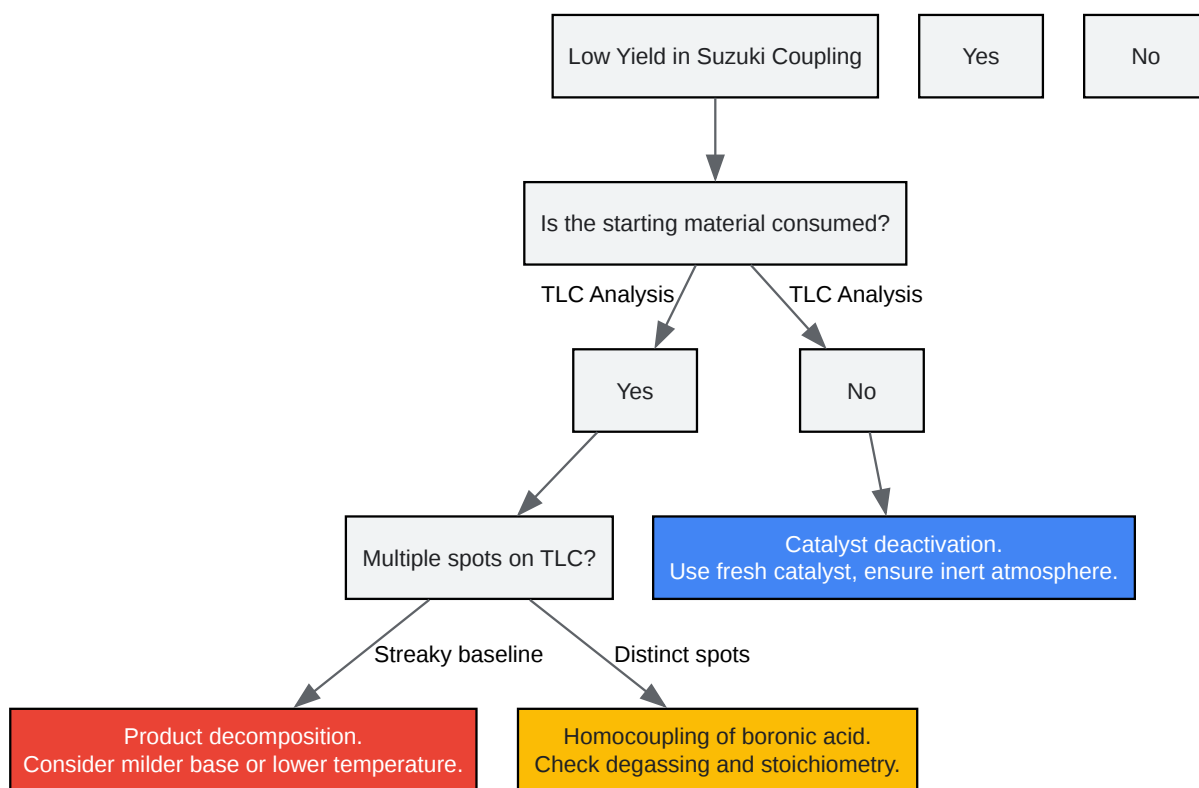 Low Yield in Suzuki Coupling
Yes
No
Is the starting material consumed?
TLC Analysis
TLC Analysis
Yes
No
Multiple spots on TLC?
Catalyst deactivation.
Use fresh catalyst, ensure inert atmosphere.
Streaky baseline
Distinct spots
Product decomposition.
Consider milder base or lower temperature.
Homocoupling of boronic acid.
Check degassing and stoichiometry.